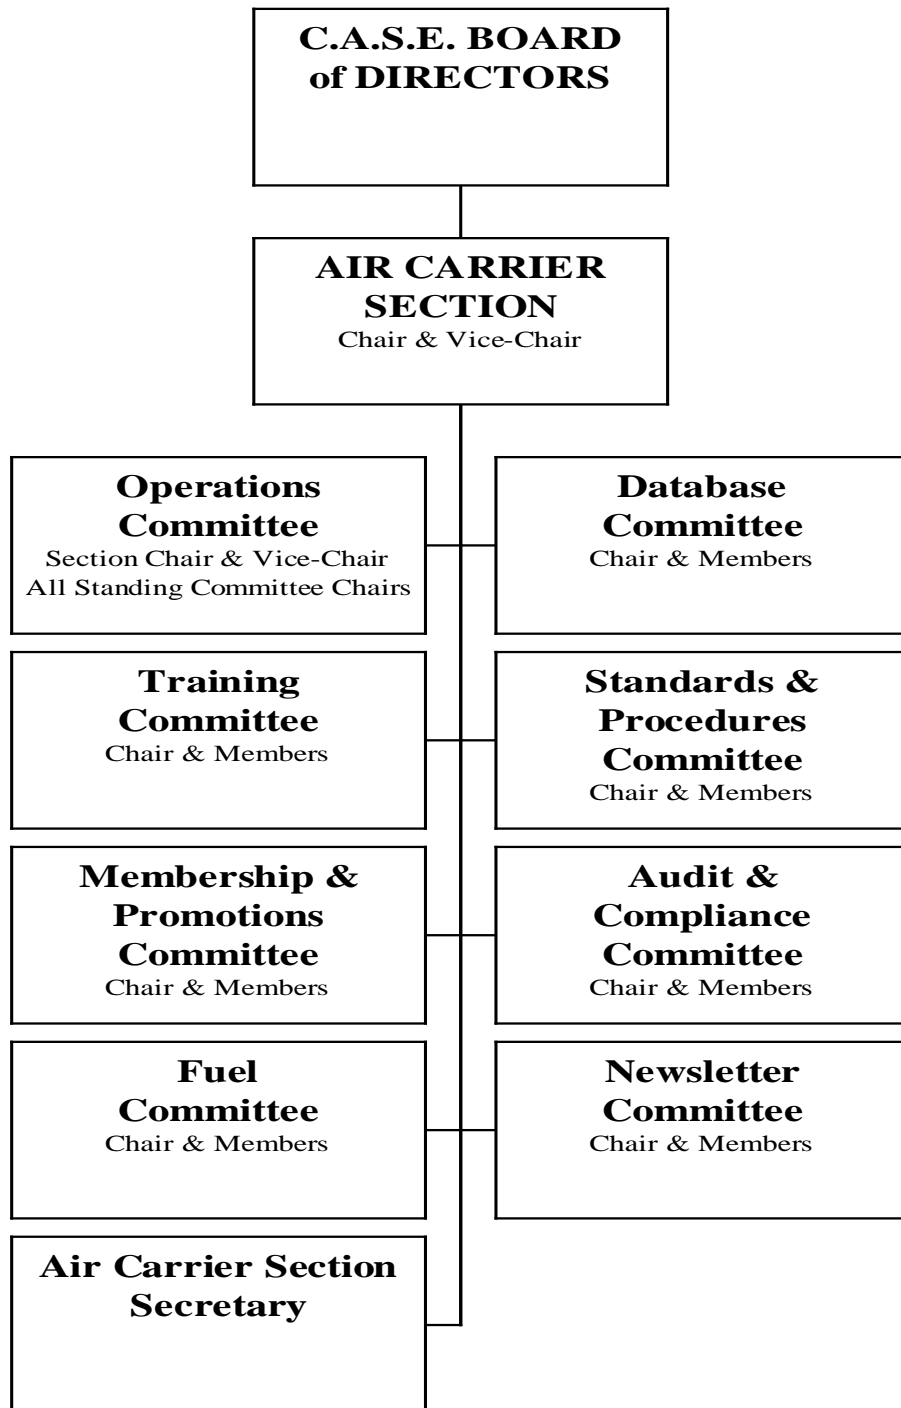 C.A.S.E. BOARD
of DIRECTORS
AIR CARRIER
SECTION
Chair & Vice-Chair
Operations
Committee
Section Chair & Vice-Chair
All Standing Committee Chairs
Database
Committee
Chair & Members
Training
Committee
Chair & Members
Standards &
Procedures
Committee
Chair & Members
Membership &
Promotions
Committee
Chair & Members
Audit &
Compliance
Committee
Chair & Members
Fuel
Committee
Chair & Members
Newsletter
Committee
Chair & Members
Air Carrier Section
Secretary